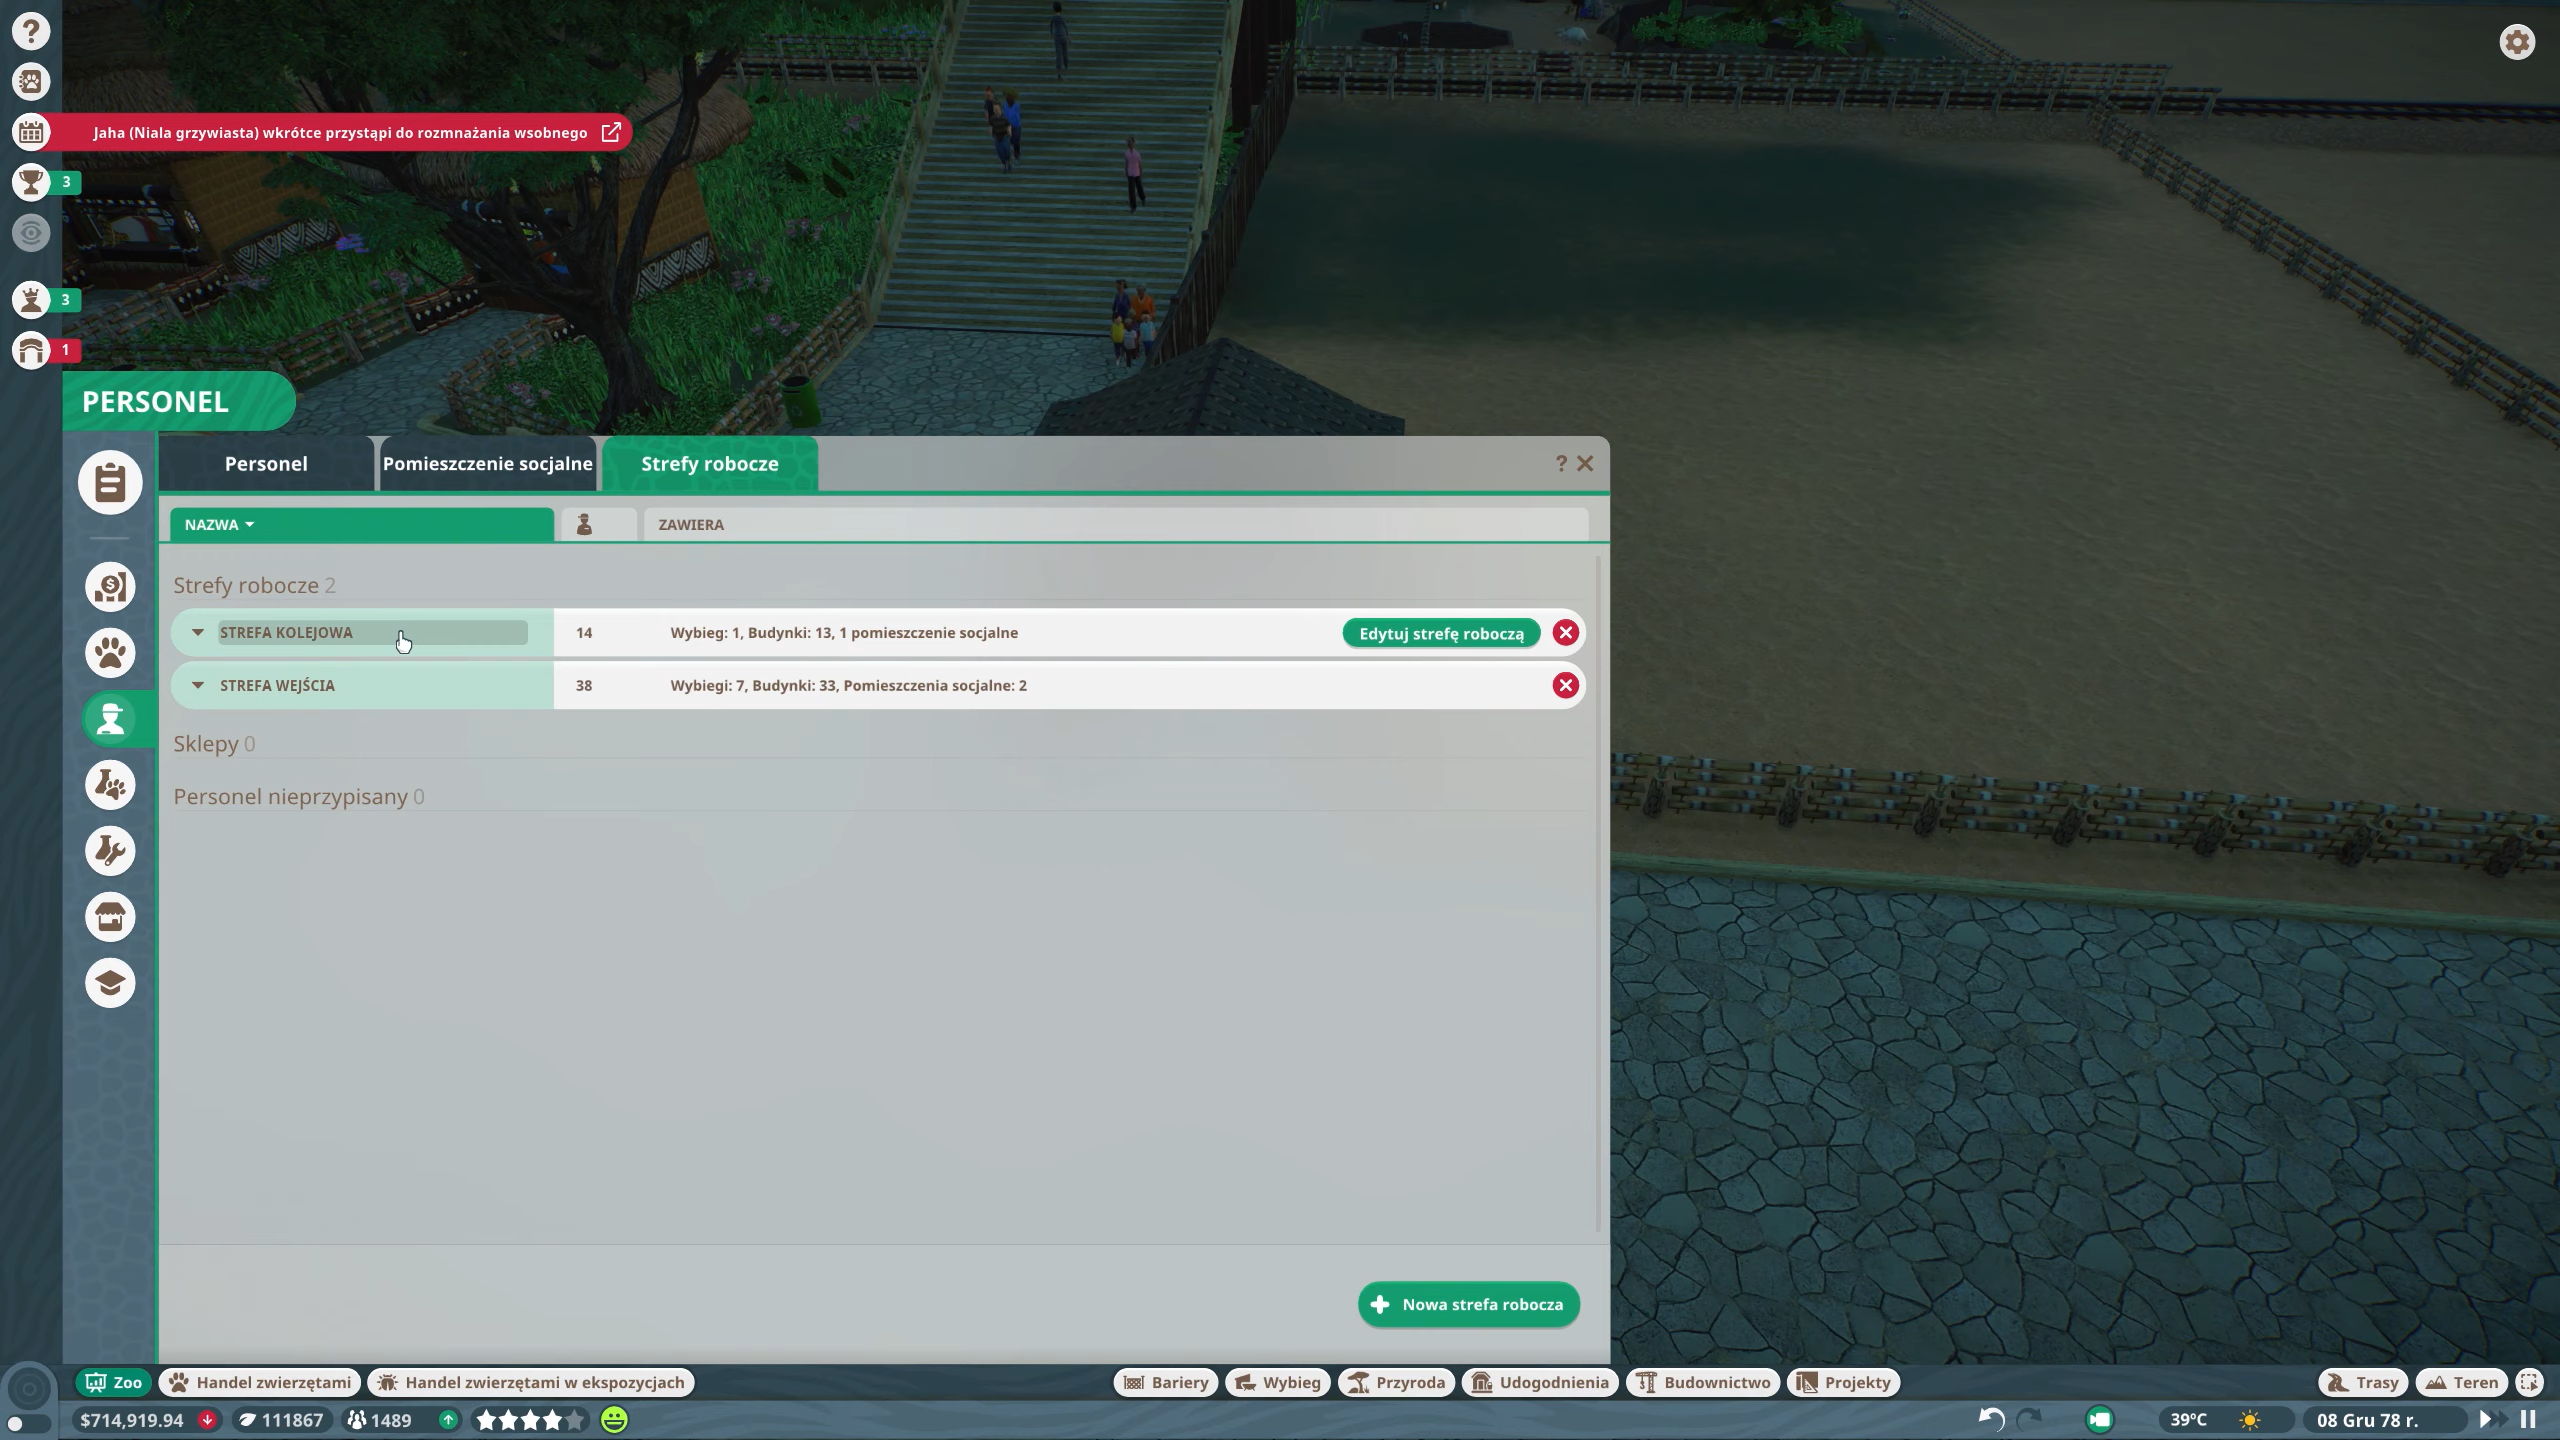 ?
Jaha (Niala grzywiasta) wkrótce przystąpi do rozmnażania wsobnego
3
3
1
PERSONEL
Personel
Pomieszczenie socjalne
Strefy robocze
?
NAZWA
ZAWIERA
Strefy robocze 2
STREFA KOLEJOWA
14
Wybieg: 1, Budynki: 13, 1 pomieszczenie socjalne
Edytuj strefę roboczą
STREFA WEJŚCIA
38
Wybiegi: 7, Budynki: 33, Pomieszczenia socjalne: 2
Sklepy 0
Personel nieprzypisany 0
Nowa strefa robocza
Zoo
Handel zwierzętami
Handel zwierzętami w ekspozycjach
Bariery
Wybieg
Przyroda
Udogodnienia
Budownictwo
Projekty
Trasy
Teren
$714,919.94
111867
1489
39°C
08 Gru 78 r.